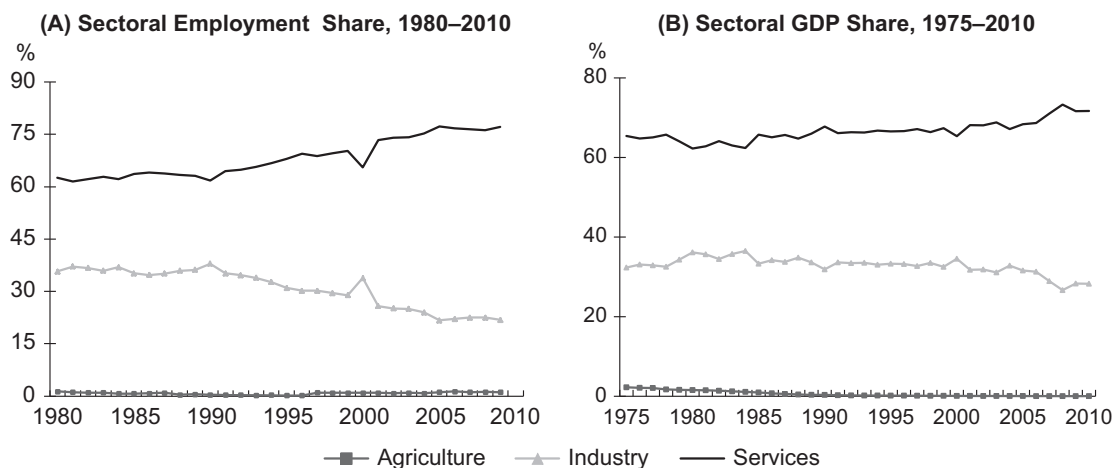 (A) Sectoral Employment Share, 1980–2010
%
90
75
60
45
30
15
0
1980 1985 1990 1995 2000 2005 2010
(B) Sectoral GDP Share, 1975–2010
%
80
60
40
20
0
1975 1980 1985 1990 1995 2000 2005 2010
Agriculture Industry Services